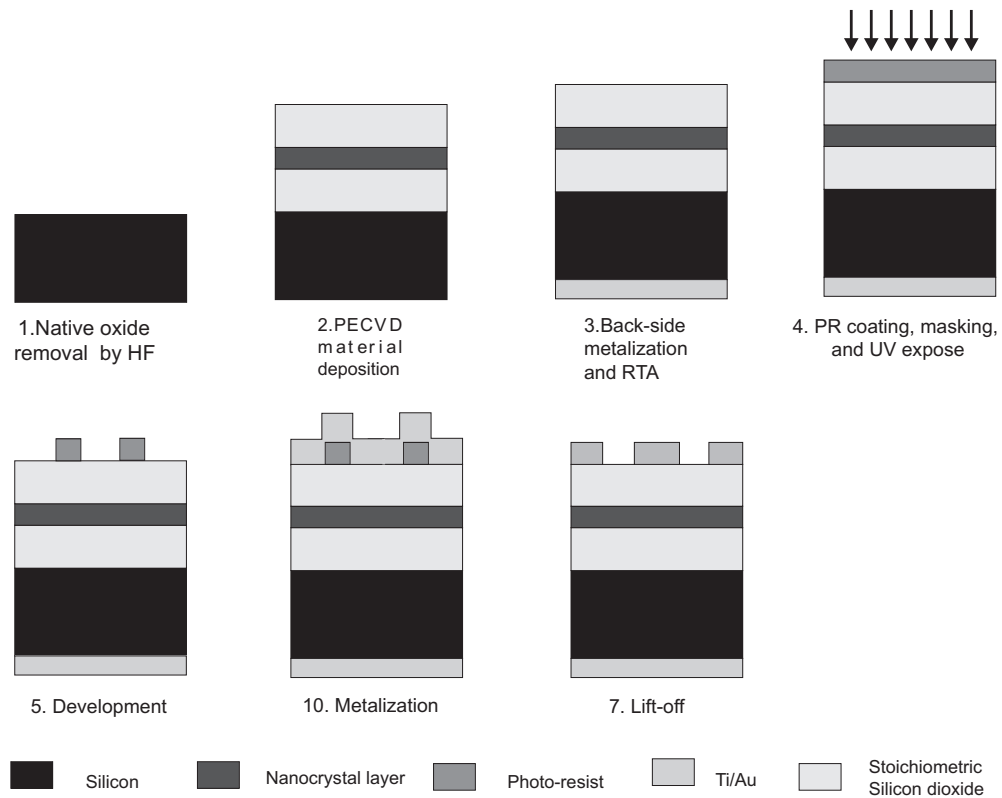 1.Native oxide
removal by HF
2.PECVD
material
deposition
3.Back-side
metalization
and RTA
4. PR coating, masking,
and UV expose
5. Development
10. Metalization
7. Lift-off
Silicon
Nanocrystal layer
Photo-resist
Ti/Au
Stoichiometric
Silicon dioxide